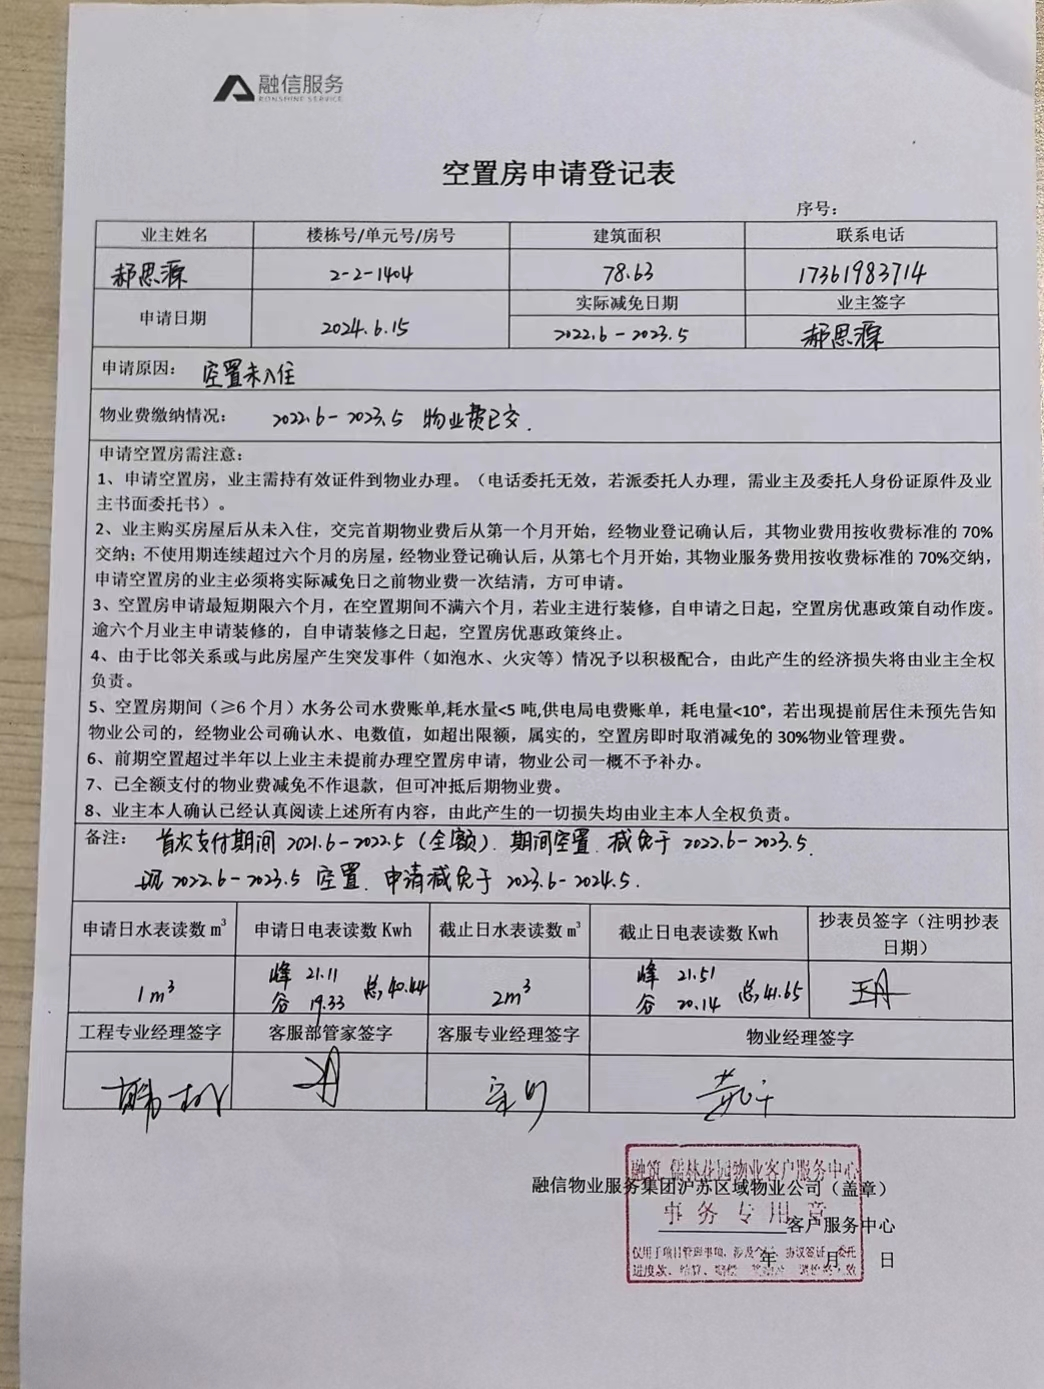 融信服务
RONSHINE SERVICE
空置房申请登记表
序号：
业主姓名 楼栋号/单元号/房号 建筑面积 联系电话
郝思源 2-2-1404 78.63 17361983714
申请日期 2024.6.15 实际减免日期 业主签字
2022.6-2023.5 郝思源
申请原因： 空置未入住
物业费缴纳情况： 2022.6-2023.5 物业费已交.
申请空置房需注意：
1、申请空置房，业主需持有效证件到物业办理。（电话委托无效，若派委托人办理，需业主及委托人身份证原件及业
主书面委托书）。
2、业主购买房屋后从未入住，交完首期物业费后从第一个月开始，经物业登记确认后，其物业费用按收费标准的 70%
交纳；不使用期连续超过六个月的房屋，经物业登记确认后，从第七个月开始，其物业服务费用按收费标准的 70%交纳，
申请空置房的业主必须将实际减免日之前物业费一次结清，方可申请。
3、空置房申请最短期限六个月，在空置期间不满六个月，若业主进行装修，自申请之日起，空置房优惠政策自动作废。
逾六个月业主申请装修的，自申请装修之日起，空置房优惠政策终止。
4、由于比邻关系或与此房屋产生突发事件（如泡水、火灾等）情况予以积极配合，由此产生的经济损失将由业主全权
负责。
5、空置房期间（≥6 个月）水务公司水费账单,耗水量<5 吨,供电局电费账单，耗电量<10°，若出现提前居住未预先告知
物业公司的，经物业公司确认水、电数值，如超出限额，属实的，空置房即时取消减免的 30%物业管理费。
6、前期空置超过半年以上业主未提前办理空置房申请，物业公司一概不予补办。
7、已全额支付的物业费减免不作退款，但可冲抵后期物业费。
8、业主本人确认已经认真阅读上述所有内容，由此产生的一切损失均由业主本人全权负责。
备注： 首次支付期间 2021.6-2022.5（全额）. 期间空置. 减免于 2022.6-2023.5.
2022.6-2023.5 空置. 申请减免于 2023.6-2024.5.
申请日水表读数 m³ 申请日电表读数 Kwh 截止日水表读数 m³ 截止日电表读数 Kwh 抄表员签字（注明抄表
日期）
1m³ 峰 21.11 谷 19.33 总 40.44 2m³ 峰 21.51 谷 20.14 总 41.65
工程专业经理签字 客服部管家签字 客服专业经理签字 物业经理签字
融筑 儒林花园物业客户服务中心
融信物业服务集团沪苏区域物业公司（盖章）
事务专用章
客户服务中心
年 月 日